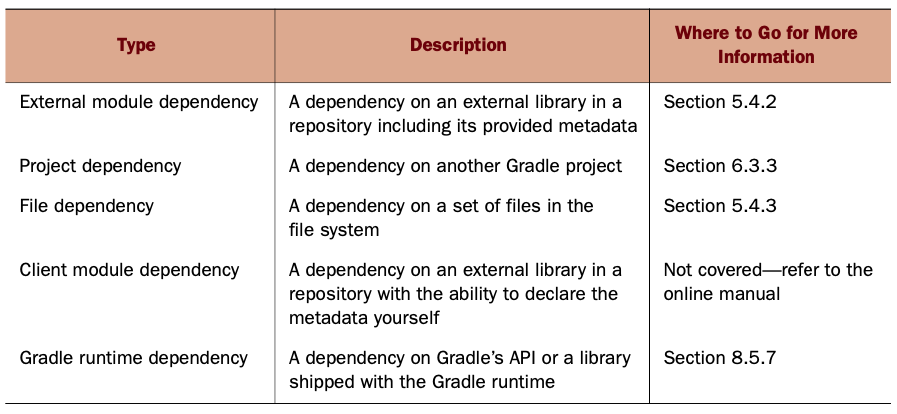 Type
Description
Where to Go for More
Information
External module dependency
A dependency on an external library in a
repository including its provided metadata
Section 5.4.2
Project dependency
A dependency on another Gradle project
Section 6.3.3
File dependency
A dependency on a set of files in the
file system
Section 5.4.3
Client module dependency
A dependency on an external library in a
repository with the ability to declare the
metadata yourself
Not covered—refer to the
online manual
Gradle runtime dependency
A dependency on Gradle’s API or a library
shipped with the Gradle runtime
Section 8.5.7